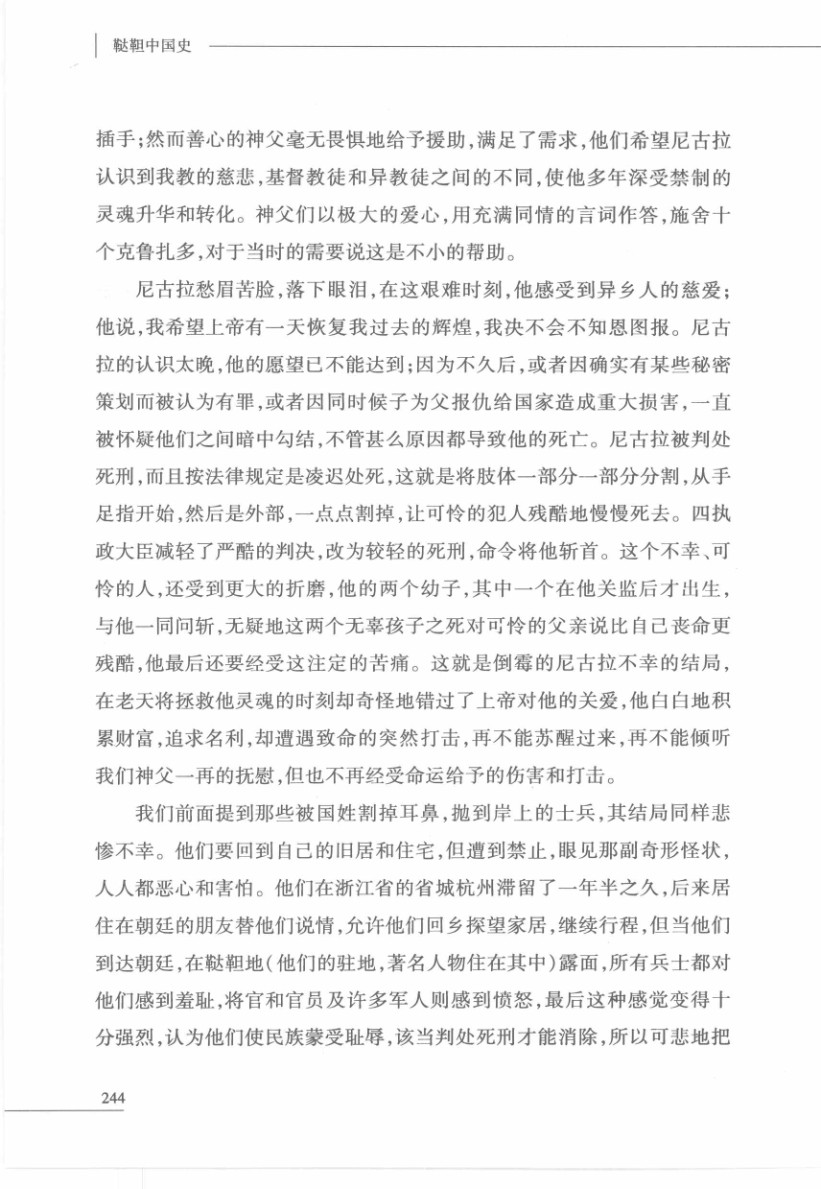 鞑靼中国史
插手;然而善心的神父毫无畏惧地给予援助,满足了需求,他们希望尼古拉
认识到我教的慈悲,基督教徒和异教徒之间的不同,使他多年深受禁制的
灵魂升华和转化。神父们以极大的爱心,用充满同情的言词作答,施舍十
个克鲁扎多,对于当时的需要说这是不小的帮助。
尼古拉愁眉苦脸,落下眼泪,在这艰难时刻,他感受到异乡人的慈爱;
他说,我希望上帝有一天恢复我过去的辉煌,我决不会不知恩图报。尼古
拉的认识太晚,他的愿望已不能达到;因为不久后,或者因确实有某些秘密
策划而被认为有罪,或者因同时候子为父报仇给国家造成重大损害,一直
被怀疑他们之间暗中勾结,不管甚么原因都导致他的死亡。尼古拉被判处
死刑,而且按法律规定是凌迟处死,这就是将肢体一部分一部分分割,从手
足指开始,然后是外部,一点点割掉,让可怜的犯人残酷地慢慢死去。四执
政大臣减轻了严酷的判决,改为较轻的死刑,命令将他斩首。这个不幸、可
怜的人,还受到更大的折磨,他的两个幼子,其中一个在他关监后才出生,
与他一同问斩,无疑地这两个无辜孩子之死对可怜的父亲说比自己丧命更
残酷,他最后还要经受这注定的苦痛。这就是倒霉的尼古拉不幸的结局,
在老天将拯救他灵魂的时刻却奇怪地错过了上帝对他的关爱,他白白地积
累财富,追求名利,却遭遇致命的突然打击,再不能苏醒过来,再不能倾听
我们神父一再的抚慰,但也不再经受命运给予的伤害和打击。
我们前面提到那些被国姓割掉耳鼻,抛到岸上的士兵,其结局同样悲
惨不幸。他们要回到自己的旧居和住宅,但遭到禁止,眼见那副奇形怪状,
人人都恶心和害怕。他们在浙江省的省城杭州滞留了一年半之久,后来居
住在朝廷的朋友替他们说情,允许他们回乡探望家居,继续行程,但当他们
到达朝廷,在鞑靼地(他们的驻地,著名人物住在其中)露面,所有兵士都对
他们感到羞耻,将官和官员及许多军人则感到愤怒,最后这种感觉变得十
分强烈,认为他们使民族蒙受耻辱,该当判处死刑才能消除,所以可悲地把
244